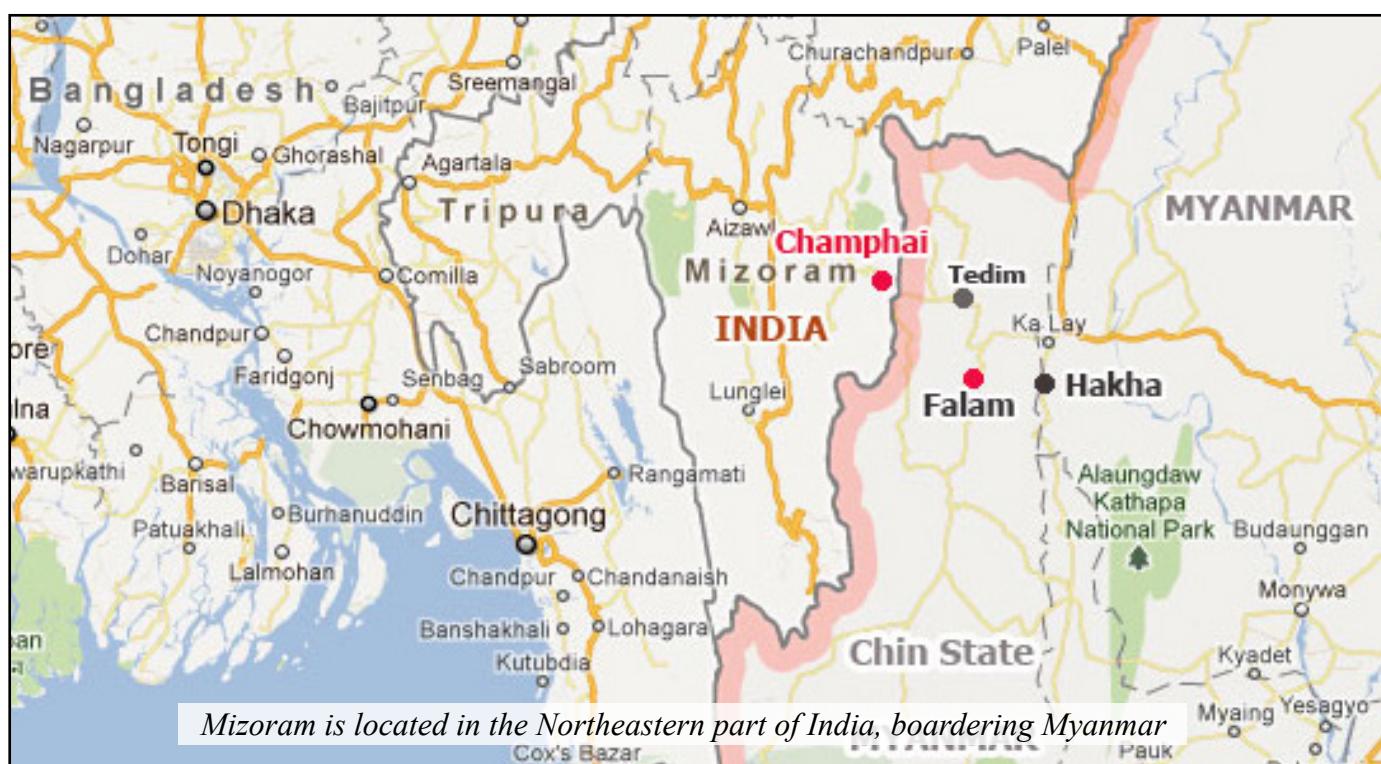 Churachandpur
Palel
Sreemangal
Bangladesh
Bajitpur
Nagarpur
Tongi
Ghorashal
Agartala
Dhaka
Tripura
Aizawl
MYANMAR
Champhai
Dohar
Noyanogor
Comilla
Mizoram
Tedim
Chandpur
INDIA
Ka Lay
Faridgonj
Senbag
Sabroom
Lunglei
Falam
Hakha
Chowmohani
Rangamati
Barisal
Alaungdaw
Kathapa
National Park
Patuakhali
Burhanuddin
Chittagong
Budaunggan
Lalmohan
Chandpur
Chandanaish
Monywa
Banshakhali
Lohagara
Chin State
Kutubdia
Kyadet
Mizoram is located in the Northeastern part of India, boardering Myanmar
Myaing
Yesagyo
Cox's Bazar
MYANMAR
Pauk